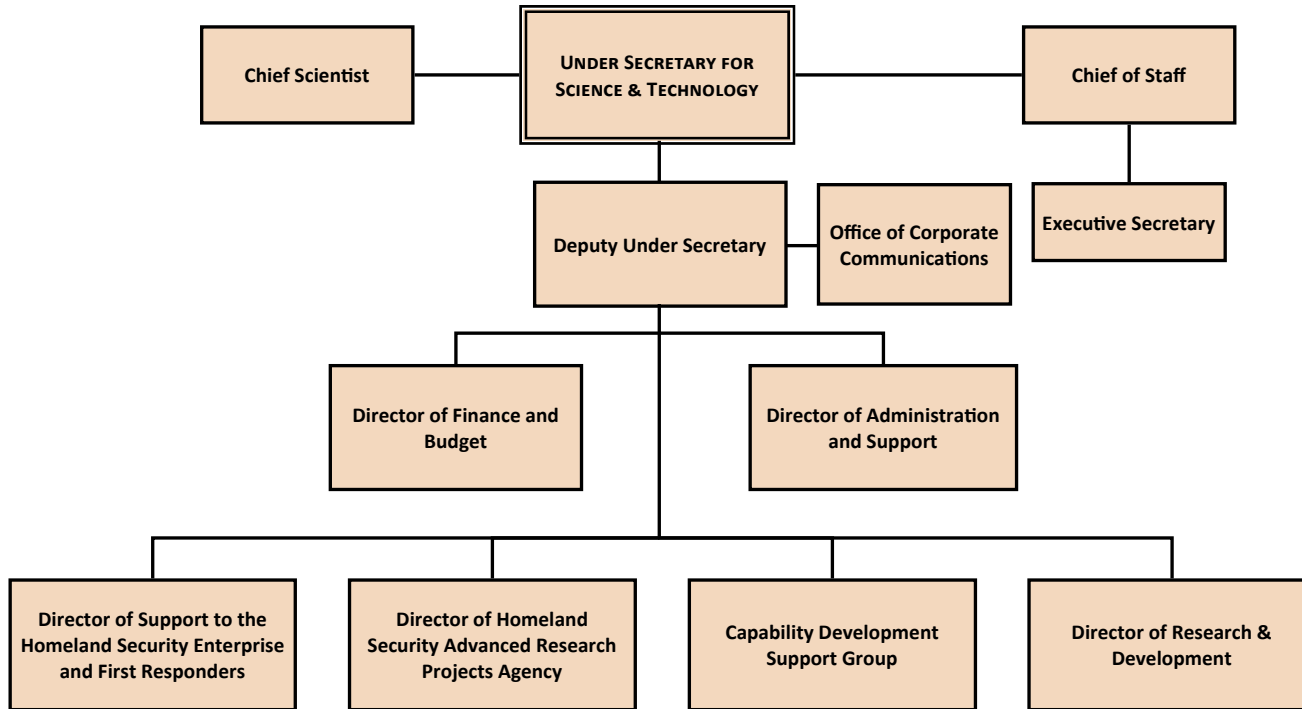 Chief Scientist
UNDER SECRETARY FOR
SCIENCE & TECHNOLOGY
Chief of Staff
Deputy Under Secretary
Office of Corporate
Communications
Executive Secretary
Director of Finance and
Budget
Director of Administration
and Support
Director of Support to the
Homeland Security Enterprise
and First Responders
Director of Homeland
Security Advanced Research
Projects Agency
Capability Development
Support Group
Director of Research &
Development